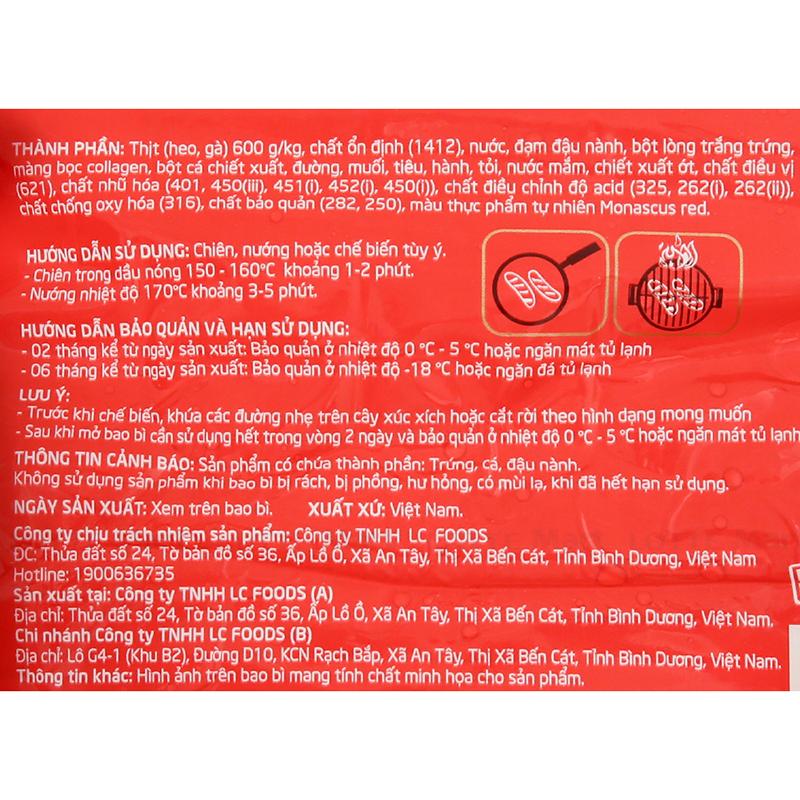 THÀNH PHẦN: Thịt (heo, gà) 600 g/kg, chất ổn định (1412), nước, đạm đậu nành, bột lòng trắng trứng,
màng bọc collagen, bột cá chiết xuất, đường, muối, tiêu, hành, tỏi, nước mắm, chiết xuất ớt, chất điều vị
(621), chất nhũ hóa (401, 450(iii), 451(i), 452(i), 450(i)), chất điều chỉnh độ acid (325, 262(i), 262(ii)),
chất chống oxy hóa (316), chất bảo quản (282, 250), màu thực phẩm tự nhiên Monascus red.
HƯỚNG DẪN SỬ DỤNG: Chiên, nướng hoặc chế biến tùy ý.
- Chiên trong dầu nóng 150 - 160°C khoảng 1-2 phút.
- Nướng nhiệt độ 170°C khoảng 3-5 phút.
HƯỚNG DẪN BẢO QUẢN VÀ HẠN SỬ DỤNG:
- 02 tháng kể từ ngày sản xuất: Bảo quản ở nhiệt độ 0 °C - 5 °C hoặc ngăn mát tủ lạnh
- 06 tháng kể từ ngày sản xuất: Bảo quản ở nhiệt độ -18 °C hoặc ngăn đá tủ lạnh
LƯU Ý:
- Trước khi chế biến, khứa các đường nhẹ trên cây xúc xích hoặc cắt rời theo hình dạng mong muốn
- Sau khi mở bao bì cần sử dụng hết trong vòng 2 ngày và bảo quản ở nhiệt độ 0 °C - 5 °C hoặc ngăn mát tủ lạnh
THÔNG TIN CẢNH BÁO: Sản phẩm có chứa thành phần: Trứng, cá, đậu nành.
Không sử dụng sản phẩm khi bao bì bị rách, bị phồng, hư hỏng, có mùi lạ, khi đã hết hạn sử dụng.
NGÀY SẢN XUẤT: Xem trên bao bì. XUẤT XỨ: Việt Nam.
Công ty chịu trách nhiệm sản phẩm: Công ty TNHH LC FOODS
ĐC: Thửa đất số 24, Tờ bản đồ số 36, Ấp Lồ Ồ, Xã An Tây, Thị Xã Bến Cát, Tỉnh Bình Dương, Việt Nam
Hotline: 1900636735
Sản xuất tại: Công ty TNHH LC FOODS (A)
Địa chỉ: Thửa đất số 24, Tờ bản đồ số 36, Ấp Lồ Ồ, Xã An Tây, Thị Xã Bến Cát, Tỉnh Bình Dương, Việt Nam.
Chi nhánh Công ty TNHH LC FOODS (B)
Địa chỉ: Lô G4-1 (Khu B2), Đường D10, KCN Rạch Bắp, Xã An Tây, Thị Xã Bến Cát, Tỉnh Bình Dương, Việt Nam.
Thông tin khác: Hình ảnh trên bao bì mang tính chất minh họa cho sản phẩm.